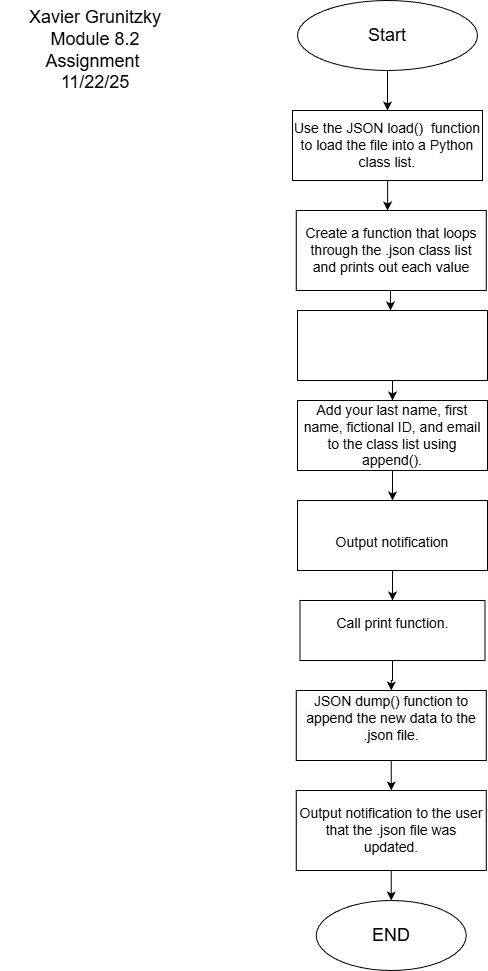 Xavier Grunitzky
Module 8.2
Assignment
11/22/25
Start
Use the JSON load()  function
to load the file into a Python
class list.
Create a function that loops
through the .json class list
and prints out each value
Add your last name, first
name, fictional ID, and email
to the class list using
append().
Output notification
Call print function.
JSON dump() function to
append the new data to the
.json file.
Output notification to the user
that the .json file was
updated.
END